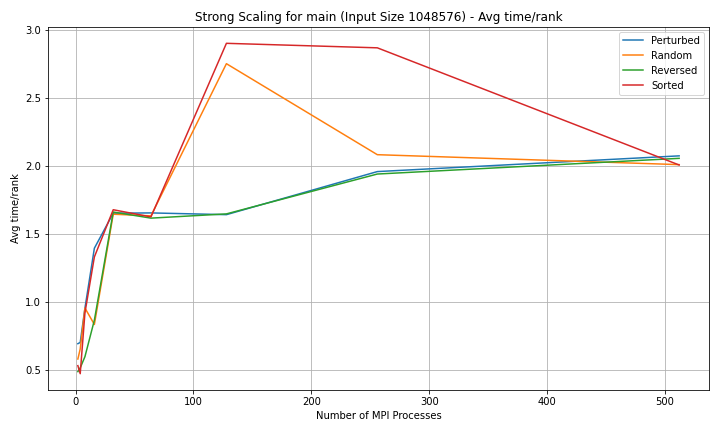 Strong Scaling for main (Input Size 1048576) - Avg time/rank
3.0
2.5
2.0
1.5
1.0
0.5
Avg time/rank
Perturbed
Random
Reversed
Sorted
0 100 200 300 400 500
Number of MPI Processes